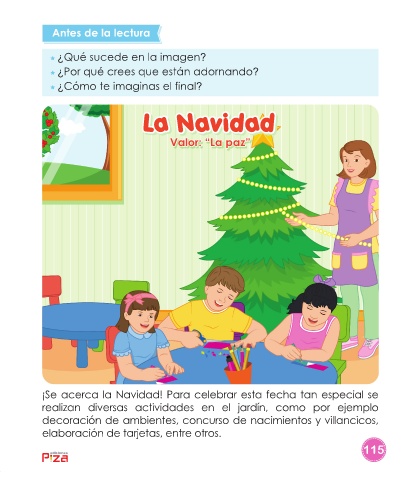 Antes de la lectura
¿Qué sucede en la imagen?
¿Por qué crees que están adornando?
¿Cómo te imaginas el final?
La Navidad
Valor: "La paz"
¡Se acerca la Navidad! Para celebrar esta fecha tan especial se
realizan diversas actividades en el jardín, como por ejemplo
decoración de ambientes, concurso de nacimientos y villancicos,
elaboración de tarjetas, entre otros.
115